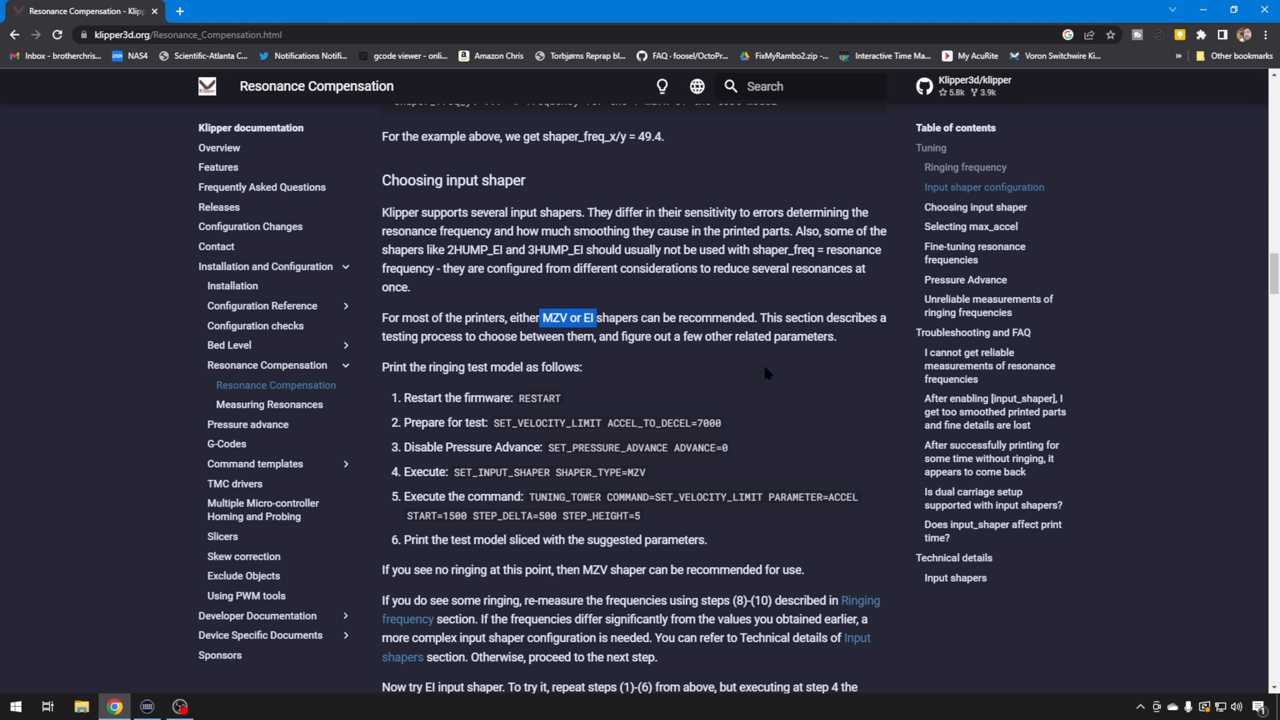 Resonance Compensation - Klipp
klipper3d.org/Resonance_Compensation.html
Inbox - brotherchris...
NAS4
Scientific-Atlanta C...
Notifications Notifi...
gcode viewer - onl...
Amazon Chris
Torbjørns Reprap bl...
FAQ · foosel/OctoPr...
FixMyRambo2.zip -...
Interactive Time Ma...
My AcuRite
Voron Switchwire Ki...
»
Other bookmarks
Klipper
Resonance Compensation
Search
Klipper3d/klipper
5.8k 3.9k
Klipper documentation
Overview
Features
Frequently Asked Questions
Releases
Configuration Changes
Contact
Installation and Configuration
Installation
Configuration Reference
Configuration checks
Bed Level
Resonance Compensation
Resonance Compensation
Measuring Resonances
Pressure advance
G-Codes
Command templates
TMC drivers
Multiple Micro-controller
Homing and Probing
Slicers
Skew correction
Exclude Objects
Using PWM tools
Developer Documentation
Device Specific Documents
Sponsors
For the example above, we get shaper_freq_x/y = 49.4.
Choosing input shaper
Klipper supports several input shapers. They differ in their sensitivity to errors determining the
resonance frequency and how much smoothing they cause in the printed parts. Also, some of the
shapers like 2HUMP_EI and 3HUMP_EI should usually not be used with shaper_freq = resonance
frequency - they are configured from different considerations to reduce several resonances at
once.
For most of the printers, either MZV or EI shapers can be recommended. This section describes a
testing process to choose between them, and figure out a few other related parameters.
Print the ringing test model as follows:
1. Restart the firmware: RESTART
2. Prepare for test: SET_VELOCITY_LIMIT ACCEL_TO_DECEL=7000
3. Disable Pressure Advance: SET_PRESSURE_ADVANCE ADVANCE=0
4. Execute: SET_INPUT_SHAPER SHAPER_TYPE=MZV
5. Execute the command: TUNING_TOWER COMMAND=SET_VELOCITY_LIMIT PARAMETER=ACCEL
START=1500 STEP_DELTA=500 STEP_HEIGHT=5
6. Print the test model sliced with the suggested parameters.
If you see no ringing at this point, then MZV shaper can be recommended for use.
If you do see some ringing, re-measure the frequencies using steps (8)-(10) described in Ringing
frequency section. If the frequencies differ significantly from the values you obtained earlier, a
more complex input shaper configuration is needed. You can refer to Technical details of Input
shapers section. Otherwise, proceed to the next step.
Now try EI input shaper. To try it, repeat steps (1)-(6) from above, but executing at step 4 the
Table of contents
Tuning
Ringing frequency
Input shaper configuration
Choosing input shaper
Selecting max_accel
Fine-tuning resonance
frequencies
Pressure Advance
Unreliable measurements of
ringing frequencies
Troubleshooting and FAQ
I cannot get reliable
measurements of resonance
frequencies
After enabling [input_shaper], I
get too smoothed printed parts
and fine details are lost
After successfully printing for
some time without ringing, it
appears to come back
Is dual carriage setup
supported with input shapers?
Does input_shaper affect print
time?
Technical details
Input shapers